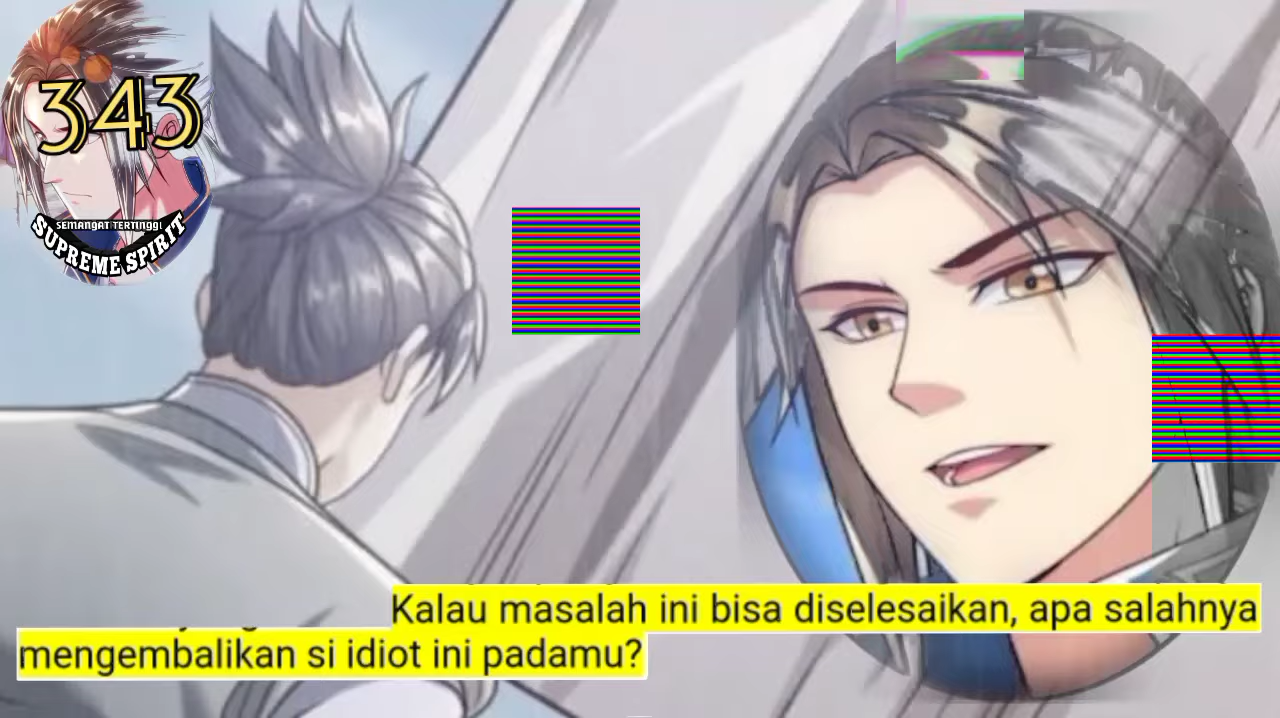 343
SEMANGAT TERTINGGI
SUPREME SPIRIT
Kalau masalah ini bisa diselesaikan, apa salahnya
mengembalikan si idiot ini padamu?